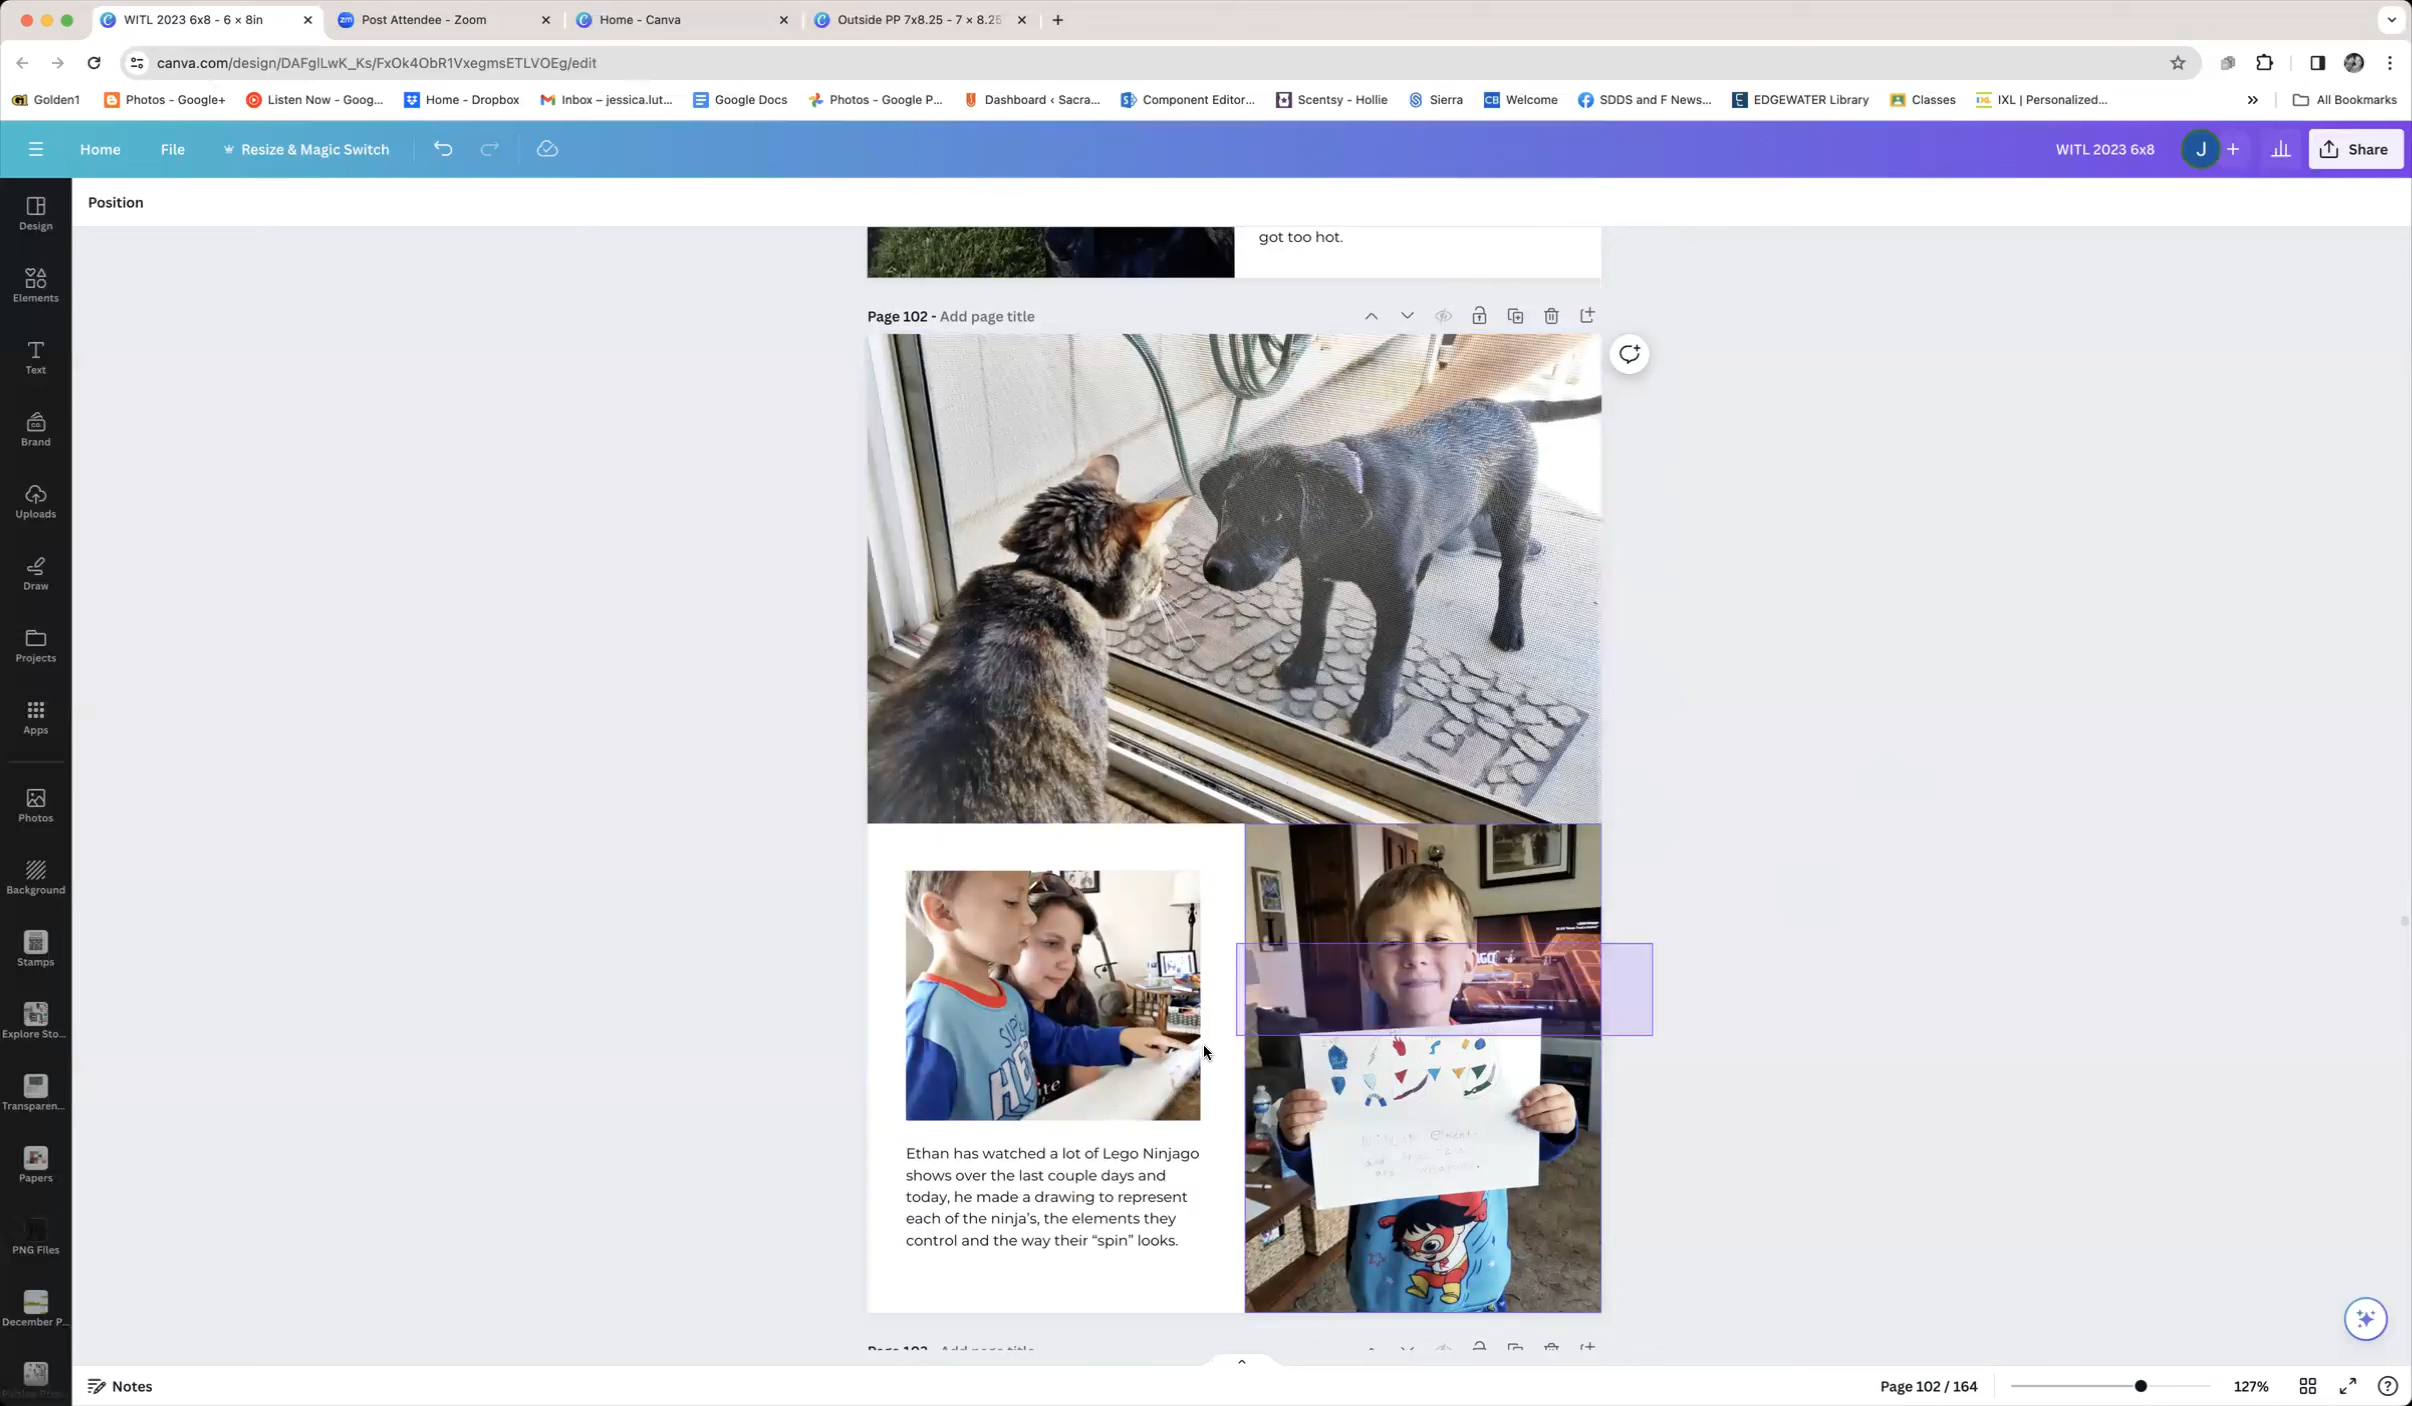 WITL 2023 6x8 - 6 × 8in
Post Attendee - Zoom
Home - Canva
Outside PP 7x8.25 - 7 × 8.25
canva.com/design/DAFglLwK_Ks/FxOk4ObR1VxegmsETLVOEg/edit
Golden1
Photos - Google+
Listen Now - Goog...
Home - Dropbox
Inbox – jessica.lut...
Google Docs
Photos - Google P...
Dashboard ‹ Sacra...
Component Editor...
Scentsy - Hollie
Sierra
Welcome
SDDS and F News...
EDGEWATER Library
Classes
IXL | Personalized...
All Bookmarks
Home
File
Resize & Magic Switch
WITL 2023 6x8
J
Share
Position
Design
Elements
Text
Brand
Uploads
Draw
Projects
Apps
Photos
Background
Stamps
Explore Sto...
Transparen...
Papers
PNG Files
December P...
got too hot.
Page 102 - Add page title
Ethan has watched a lot of Lego Ninjago
shows over the last couple days and
today, he made a drawing to represent
each of the ninja's, the elements they
control and the way their “spin” looks.
Notes
Page 102 / 164
127%